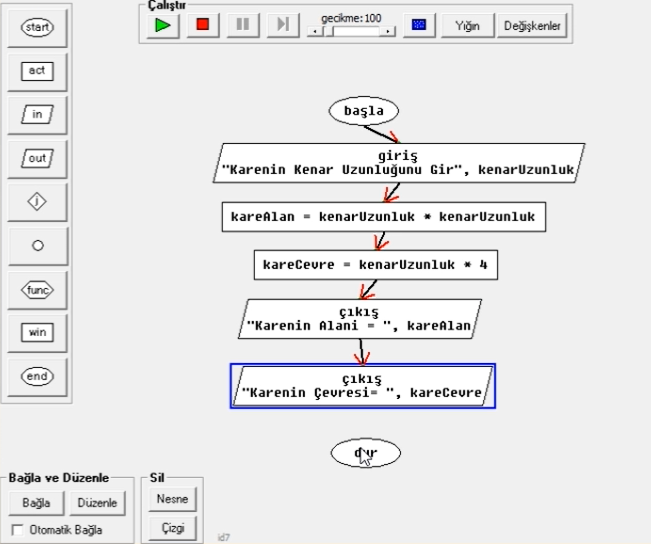 start
act
in
out
func
win
end
Çalıştır
gecikme:100
Yığın
Değişkenler
başla
giriş
"Karenin Kenar Uzunluğunu Gir", kenarUzunluk
kareAlan = kenarUzunluk * kenarUzunluk
kareCevre = kenarUzunluk * 4
çıkış
"Karenin Alani = ", kareAlan
çıkış
"Karenin Çevresi= ", kareCevre
dur
Bağla ve Düzenle
Bağla
Düzenle
Otomatik Bağla
Sil
Nesne
Çizgi
id7